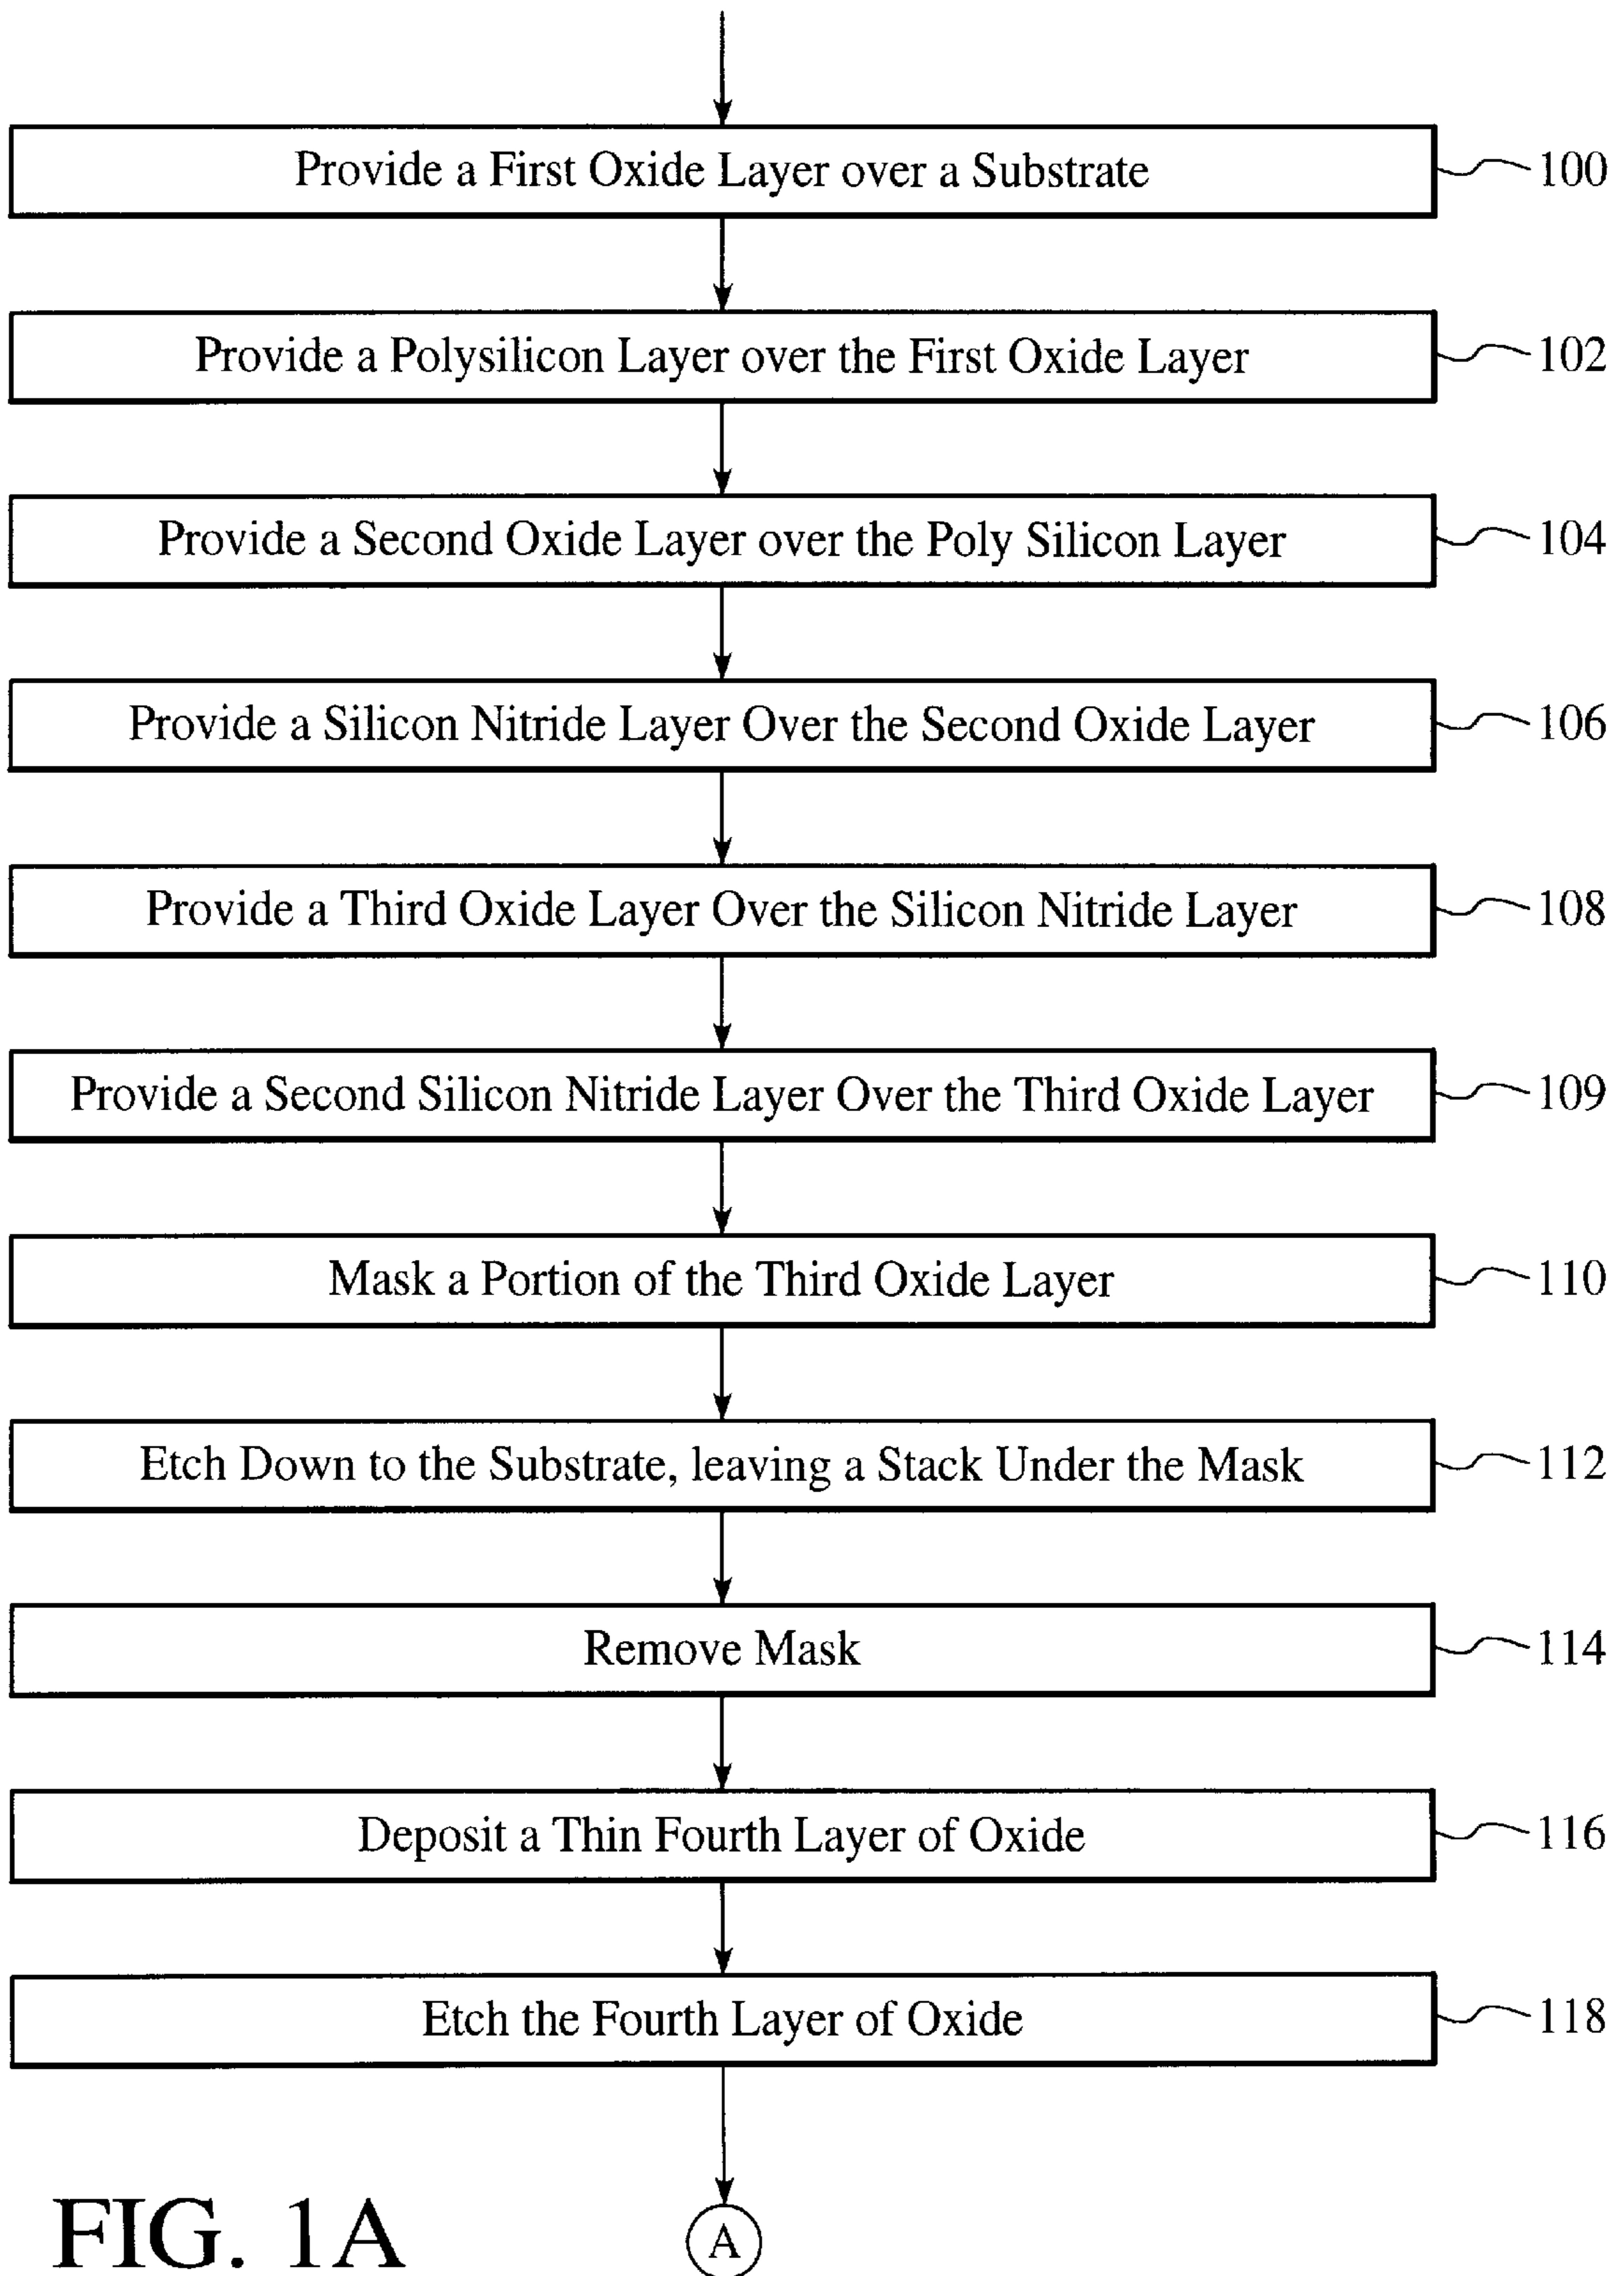 Provide a First Oxide Layer over a Substrate
100
Provide a Polysilicon Layer over the First Oxide Layer
102
Provide a Second Oxide Layer over the Poly Silicon Layer
104
Provide a Silicon Nitride Layer Over the Second Oxide Layer
106
Provide a Third Oxide Layer Over the Silicon Nitride Layer
108
Provide a Second Silicon Nitride Layer Over the Third Oxide Layer
109
Mask a Portion of the Third Oxide Layer
110
Etch Down to the Substrate, leaving a Stack Under the Mask
112
Remove Mask
114
Deposit a Thin Fourth Layer of Oxide
116
Etch the Fourth Layer of Oxide
118
A
FIG. 1A